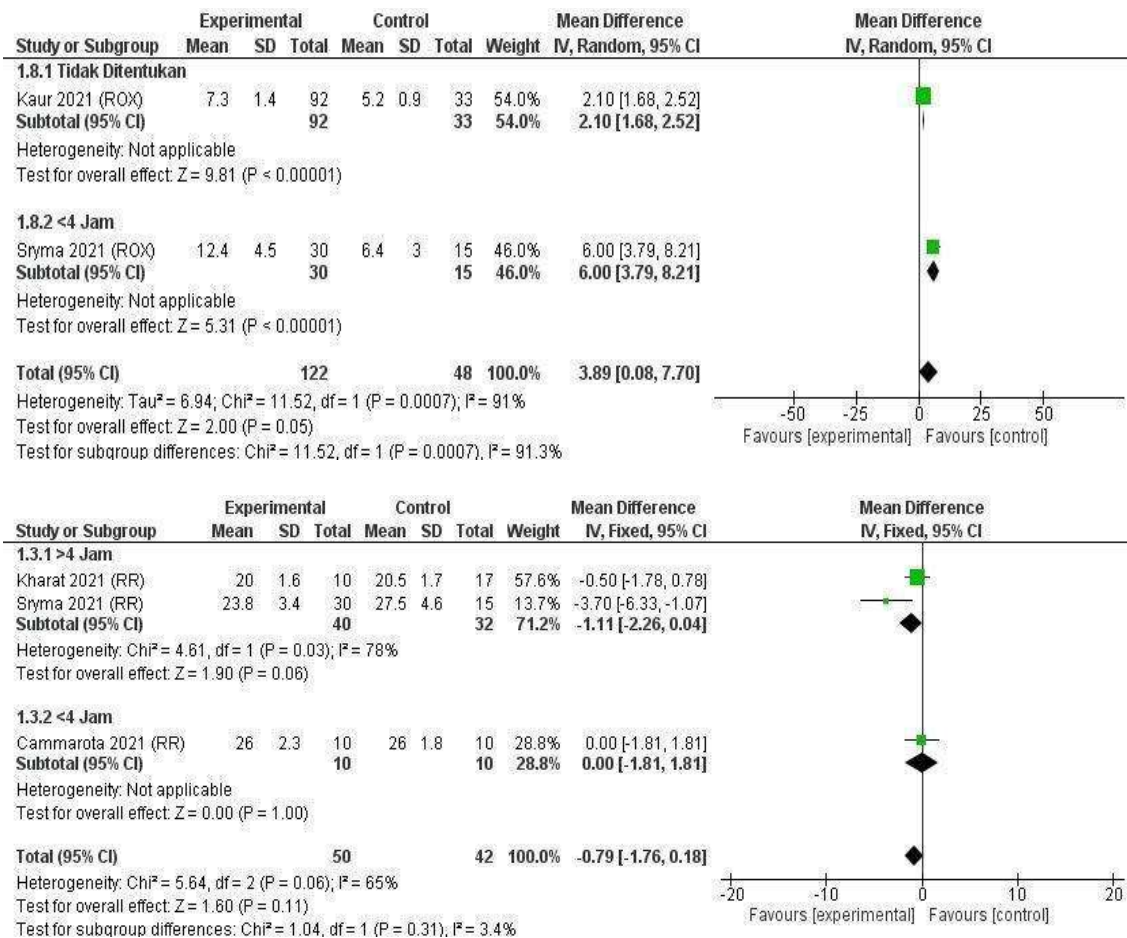 Experimental Control Mean Difference Mean Difference
Study or Subgroup Mean SD Total Mean SD Total Weight IV, Random, 95% CI IV, Random, 95% CI
1.8.1 Tidak Ditentukan
Kaur 2021 (ROX) 7.3 1.4 92 5.2 0.9 33 54.0% 2.10 [1.68, 2.52]
Subtotal (95% CI) 92 33 54.0% 2.10 [1.68, 2.52]
Heterogeneity: Not applicable
Test for overall effect: Z = 9.81 (P < 0.00001)
1.8.2 <4 Jam
Sryma 2021 (ROX) 12.4 4.5 30 6.4 3 15 46.0% 6.00 [3.79, 8.21]
Subtotal (95% CI) 30 15 46.0% 6.00 [3.79, 8.21]
Heterogeneity: Not applicable
Test for overall effect: Z = 5.31 (P < 0.00001)
Total (95% CI) 122 48 100.0% 3.89 [0.08, 7.70]
Heterogeneity: Tau² = 6.94; Chi² = 11.52, df = 1 (P = 0.0007); I² = 91%
Test for overall effect: Z = 2.00 (P = 0.05)
Test for subgroup differences: Chi² = 11.52, df = 1 (P = 0.0007), I² = 91.3%
-50 -25 0 25 50
Favours [experimental] Favours [control]
Experimental Control Mean Difference Mean Difference
Study or Subgroup Mean SD Total Mean SD Total Weight IV, Fixed, 95% CI IV, Fixed, 95% CI
1.3.1 >4 Jam
Kharat 2021 (RR) 20 1.6 10 20.5 1.7 17 57.6% -0.50 [-1.78, 0.78]
Sryma 2021 (RR) 23.8 3.4 30 27.5 4.6 15 13.7% -3.70 [-6.33, -1.07]
Subtotal (95% CI) 40 32 71.2% -1.11 [-2.26, 0.04]
Heterogeneity: Chi² = 4.61, df = 1 (P = 0.03); I² = 78%
Test for overall effect: Z = 1.90 (P = 0.06)
1.3.2 <4 Jam
Cammarota 2021 (RR) 26 2.3 10 26 1.8 10 28.8% 0.00 [-1.81, 1.81]
Subtotal (95% CI) 10 10 28.8% 0.00 [-1.81, 1.81]
Heterogeneity: Not applicable
Test for overall effect: Z = 0.00 (P = 1.00)
Total (95% CI) 50 42 100.0% -0.79 [-1.76, 0.18]
Heterogeneity: Chi² = 5.64, df = 2 (P = 0.06); I² = 65%
Test for overall effect: Z = 1.60 (P = 0.11)
Test for subgroup differences: Chi² = 1.04, df = 1 (P = 0.31), I² = 3.4%
-20 -10 0 10 20
Favours [experimental] Favours [control]